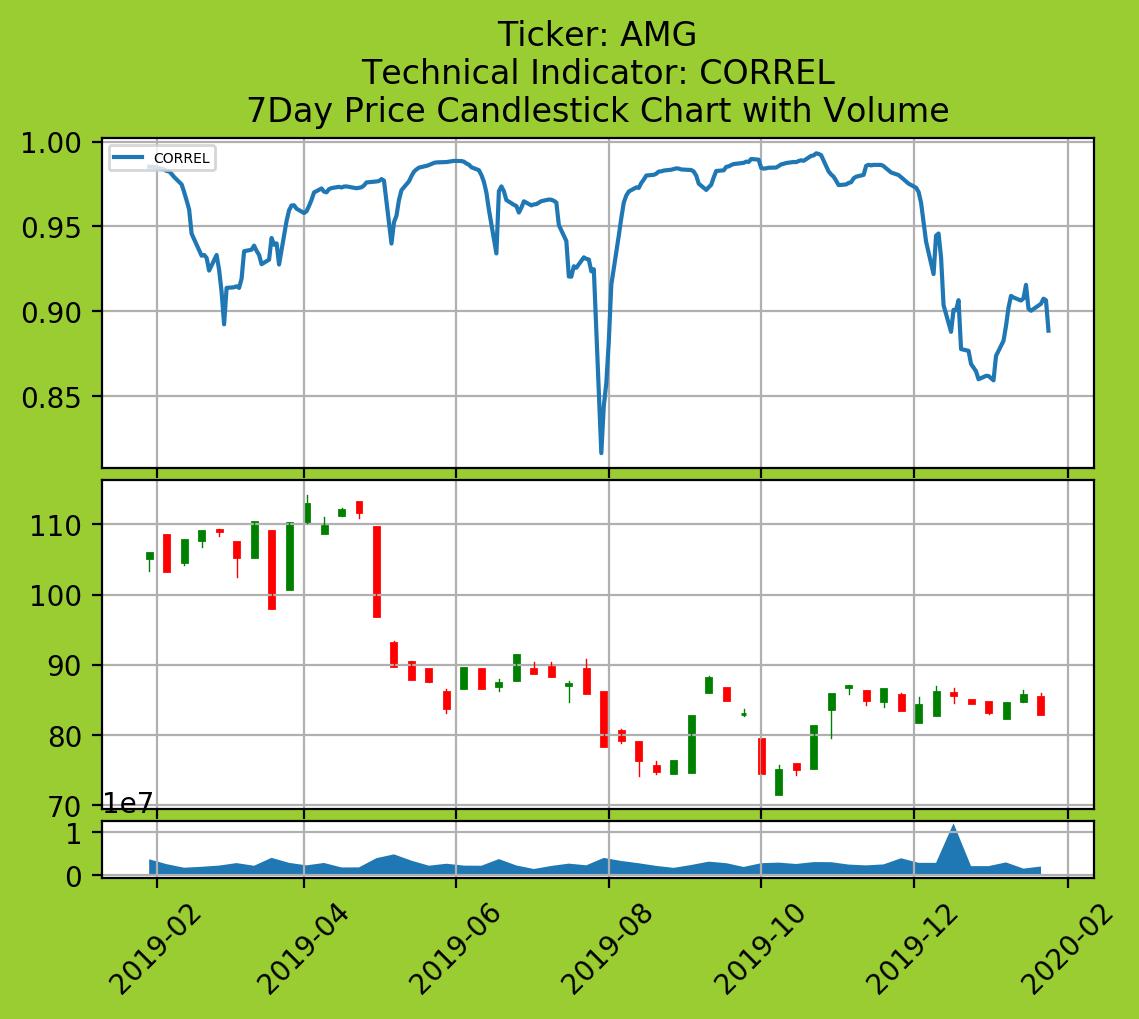 Ticker: AMG
Technical Indicator: CORREL
7Day Price Candlestick Chart with Volume
1.00
CORREL
0.95
0.90
0.85
110
100
90
80
70
1e7
1
0
2019-02 2019-04 2019-06 2019-08 2019-10 2019-12 2020-02